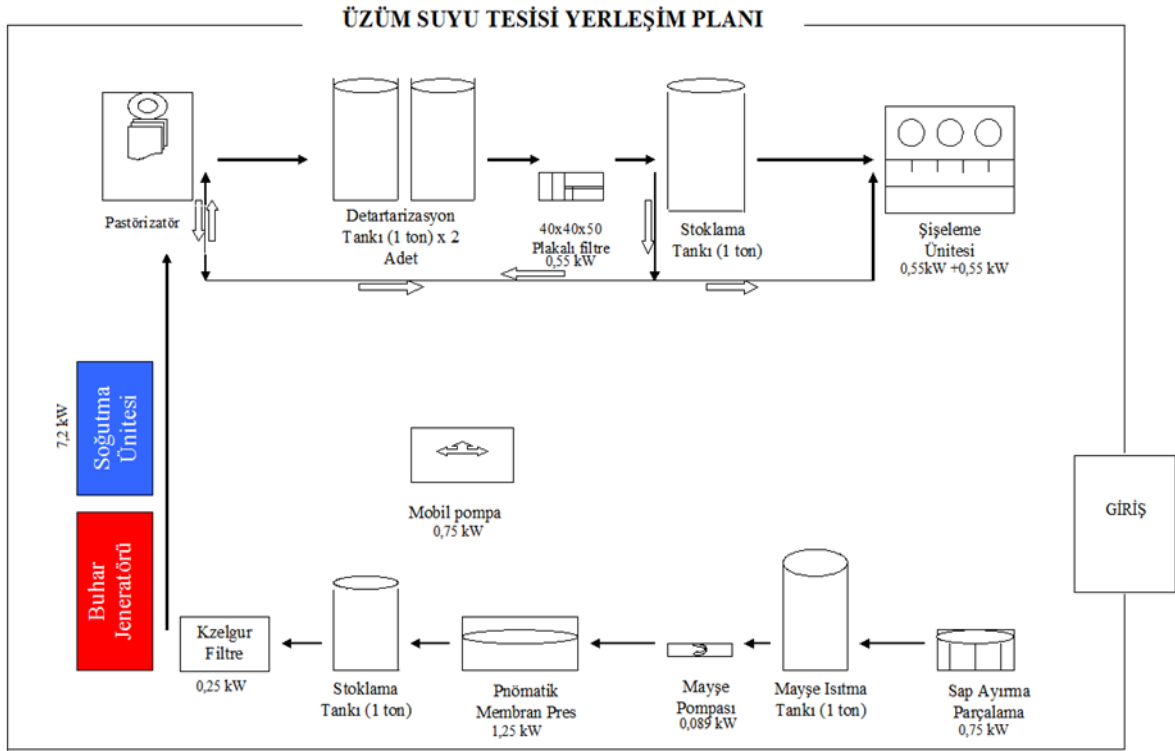 ÜZÜM SUYU TESİSİ YERLEŞİM PLANI
Pastörizatör
Detartarizasyon
Tankı (1 ton) x 2
Adet
40x40x50
Plakalı filtre
0,55 kW
Stoklama
Tankı (1 ton)
Şişeleme
Ünitesi
0,55kW +0,55 kW
7,2 kW
Soğutma
Ünitesi
Mobil pompa
0,75 kW
GİRİŞ
Buhar
Jeneratörü
Kzelgur
Filtre
0,25 kW
Stoklama
Tankı (1 ton)
Pnömatik
Membran Pres
1,25 kW
Mayşe
Pompası
0,089 kW
Mayşe Isıtma
Tankı (1 ton)
Sap Ayırma
Parçalama
0,75 kW